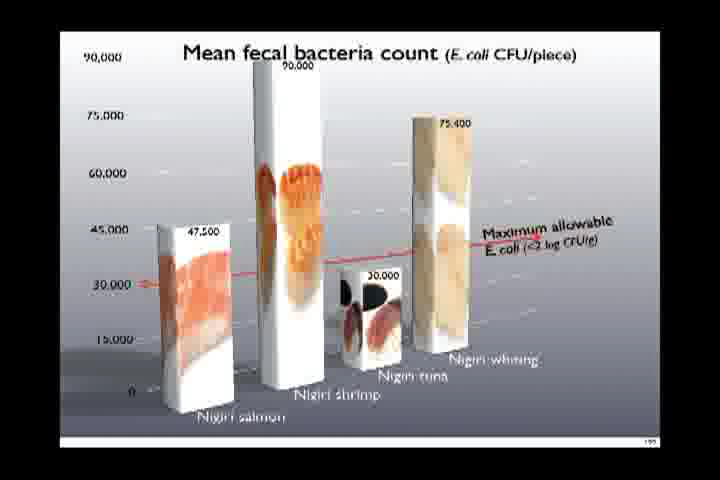 Mean fecal bacteria count (E. coli CFU/piece)
90,000
75,000
60,000
45,000
30,000
15,000
0
47,500
90,000
30,000
75,400
Maximum allowable
E. coli (<2 log CFU/g)
Nigiri salmon
Nigiri shrimp
Nigiri tuna
Nigiri whiting